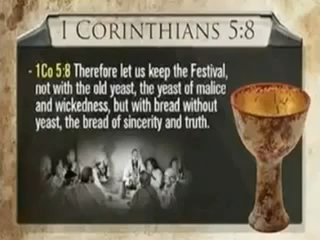 I CORINTHIANS 5:8
- 1Co 5:8 Therefore let us keep the Festival,
not with the old yeast, the yeast of malice
and wickedness, but with bread without
yeast, the bread of sincerity and truth.